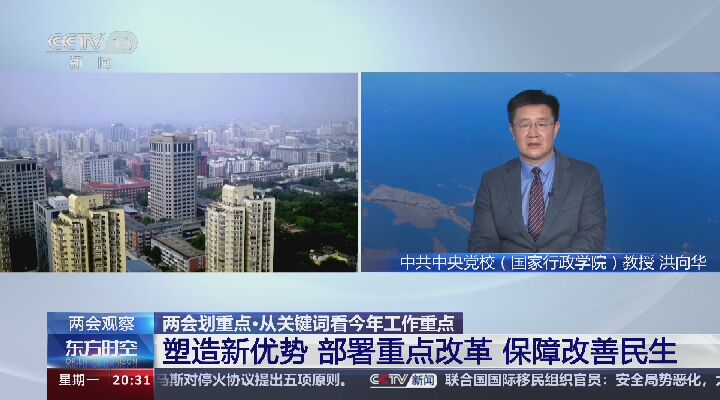 CCTV 13
新闻
中共中央党校（国家行政学院）教授 洪向华
两会观察
两会划重点·从关键词看今年工作重点
东方时空
塑造新优势 部署重点改革 保障改善民生
星期一 20:31 马斯对停火协议提出五项原则。 CCTV新闻 联合国国际移民组织官员：安全局势恶化，